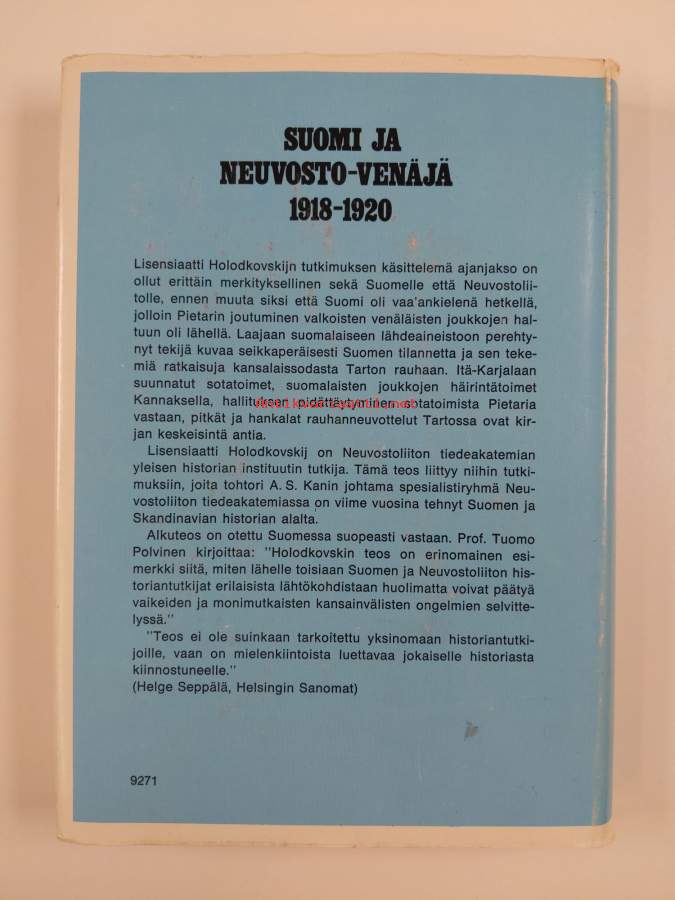 SUOMI JA
NEUVOSTO-VENÄJÄ
1918-1920
Lisensiaatti Holodkovskijn tutkimuksen käsittelemä ajanjakso on
ollut erittäin merkityksellinen sekä Suomelle että Neuvostolii-
tolle, ennen muuta siksi että Suomi oli vaa'ankielenä hetkellä,
jolloin Pietarin joutuminen valkoisten venäläisten joukkojen hal-
tuun oli lähellä. Laajaan suomalaiseen lähdeaineistoon perehty-
nyt tekijä kuvaa seikkaperäisesti Suomen tilannetta ja sen teke-
miä ratkaisuja kansalaissodasta Tarton rauhaan. Itä-Karjalaan
suunnatut sotatoimet, suomalaisten joukkojen häirintätoimet
Kannaksella, hallituksen pidättäytyminen sotatoimista Pietaria
vastaan, pitkät ja hankalat rauhanneuvottelut Tartossa ovat kir-
jan keskeisintä antia.
Lisensiaatti Holodkovskij on Neuvostoliiton tiedeakatemian
yleisen historian instituutin tutkija. Tämä teos liittyy niihin tutki-
muksiin, joita tohtori A. S. Kanin johtama spesialistiryhmä Neu-
vostoliiton tiedeakatemiassa on viime vuosina tehnyt Suomen ja
Skandinavian historian alalta.
Alkuteos on otettu Suomessa suopeasti vastaan. Prof. Tuomo
Polvinen kirjoittaa: "Holodkovskin teos on erinomainen esi-
merkki siitä, miten lähelle toisiaan Suomen ja Neuvostoliiton his-
toriantutkijat erilaisista lähtökohdistaan huolimatta voivat päätyä
vaikeiden ja monimutkaisten kansainvälisten ongelmien selvitte-
lyssä."
"Teos ei ole suinkaan tarkoitettu yksinomaan historiantutki-
joille, vaan on mielenkiintoista luettavaa jokaiselle historiasta
kiinnostuneelle."
(Helge Seppälä, Helsingin Sanomat)
9271